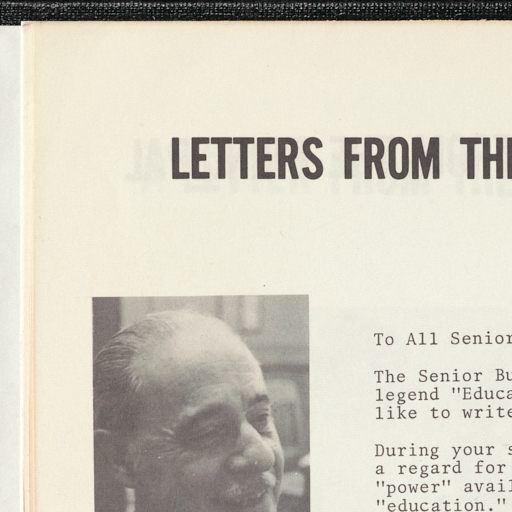 LETTERS FROM TH
To All Senior
The Senior Bu
legend "Educa
like to write
During your s
a regard for
"power" avail
"education."